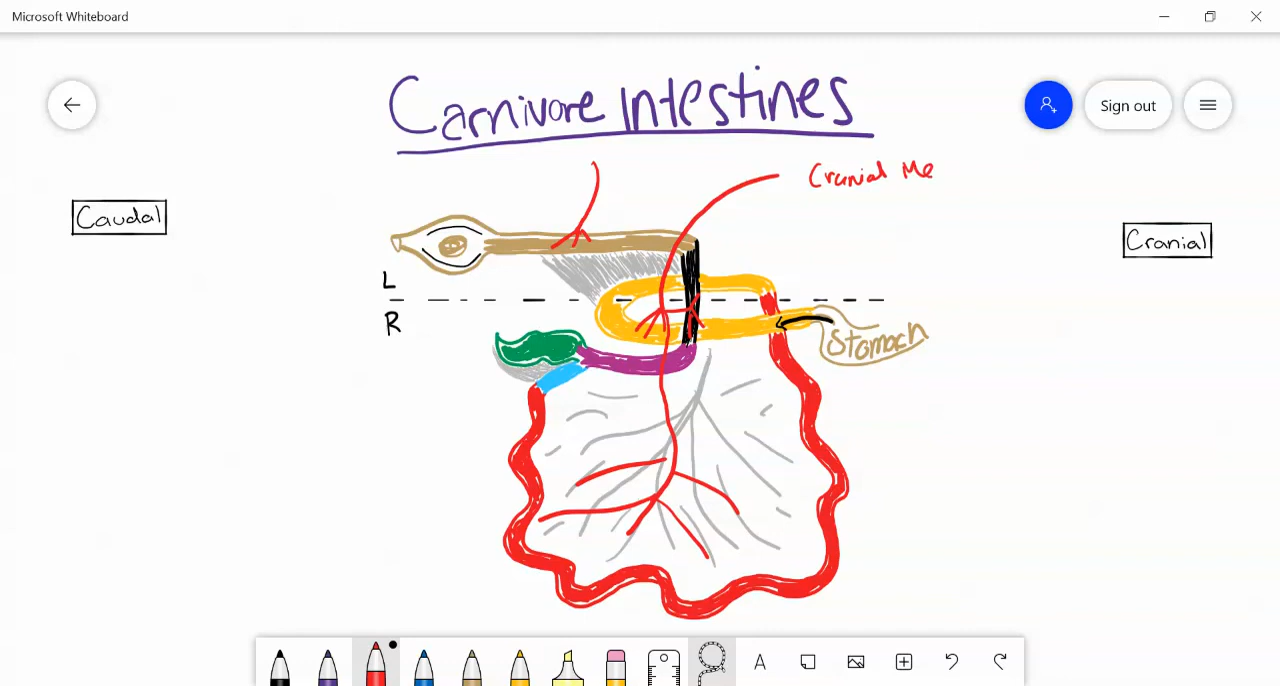 Microsoft Whiteboard
Carnivore Intestines
Sign out
Cranial Me
Caudal
Cranial
L
R
Stomach
A